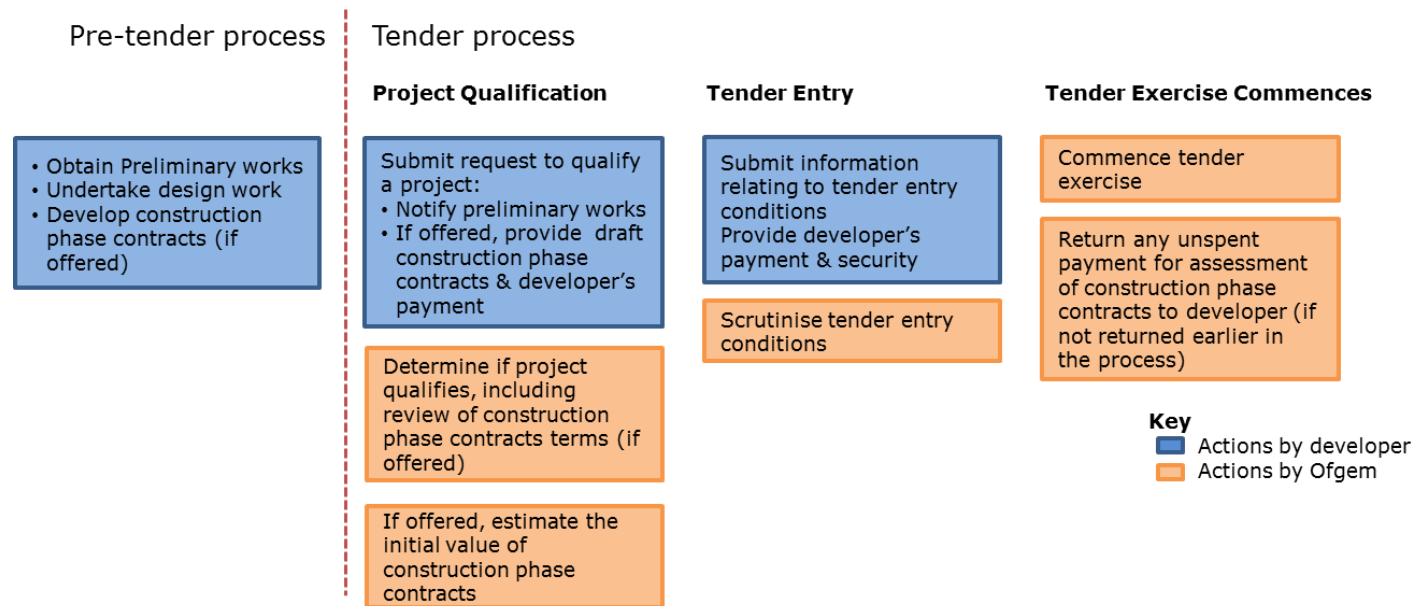 Pre-tender process
Tender process
Project Qualification
Tender Entry
Tender Exercise Commences
• Obtain Preliminary works
• Undertake design work
• Develop construction
phase contracts (if
offered)
Submit request to qualify
a project:
• Notify preliminary works
• If offered, provide draft
construction phase
contracts & developer's
payment
Determine if project
qualifies, including
review of construction
phase contracts terms (if
offered)
If offered, estimate the
initial value of
construction phase
contracts
Submit information
relating to tender entry
conditions
Provide developer's
payment & security
Scrutinise tender entry
conditions
Commence tender
exercise
Return any unspent
payment for assessment
of construction phase
contracts to developer (if
not returned earlier in
the process)
Key
Actions by developer
Actions by Ofgem